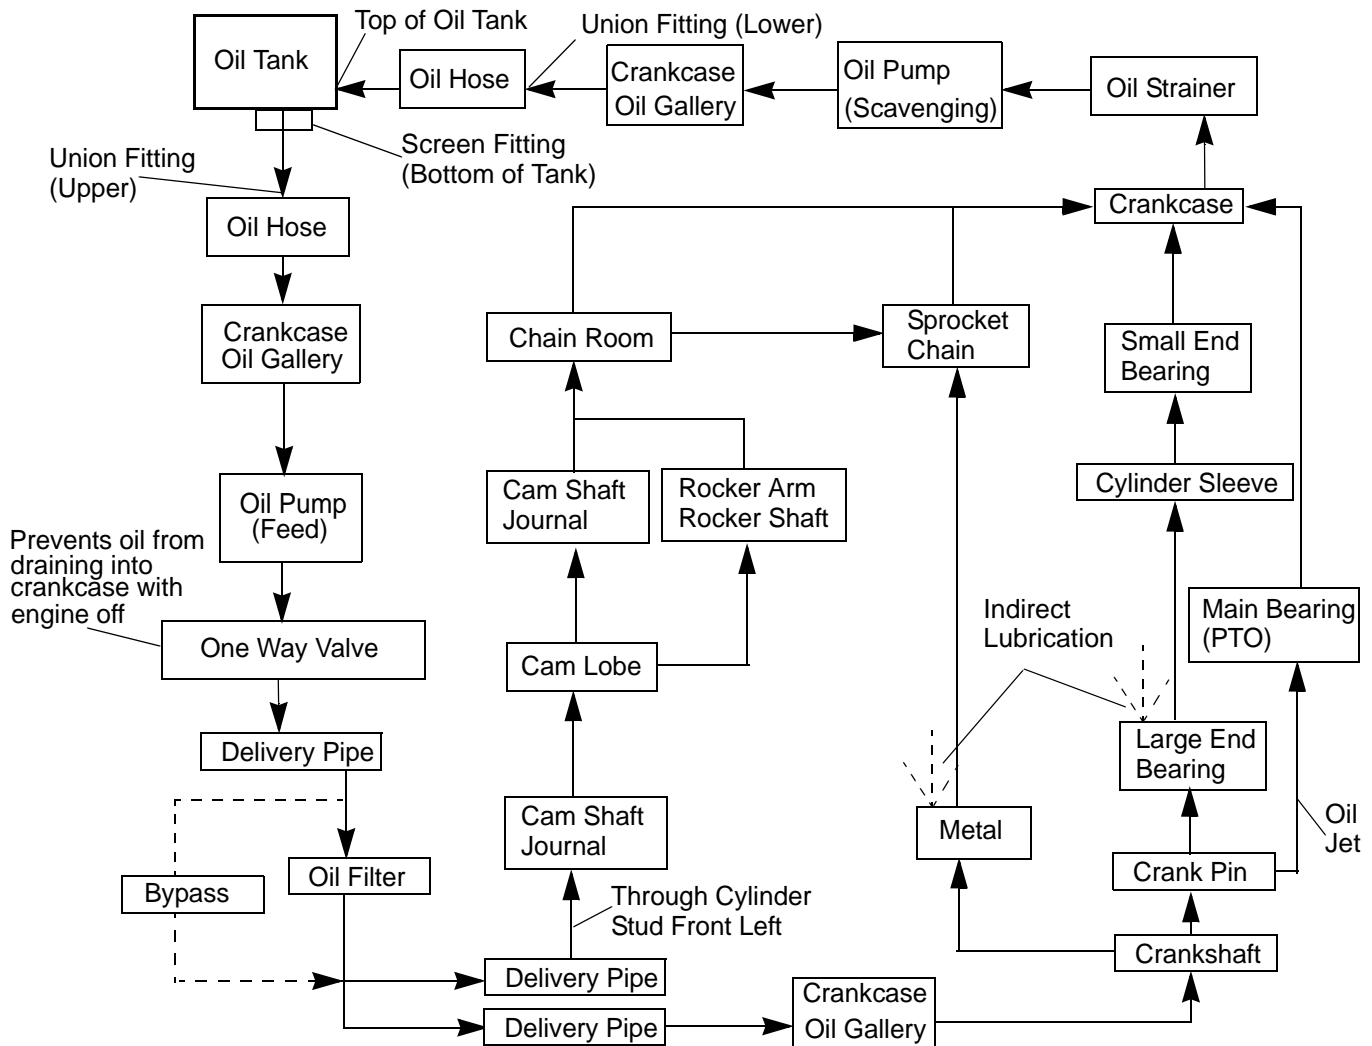 Oil Tank
Top of Oil Tank
Union Fitting (Lower)
Oil Hose
Crankcase
Oil Gallery
Oil Pump
(Scavenging)
Oil Strainer
Screen Fitting
(Bottom of Tank)
Union Fitting
(Upper)
Oil Hose
Crankcase
Crankcase
Oil Gallery
Chain Room
Sprocket
Chain
Small End
Bearing
Oil Pump
(Feed)
Cam Shaft
Journal
Rocker Arm
Rocker Shaft
Cylinder Sleeve
Prevents oil from
draining into
crankcase with
engine off
One Way Valve
Cam Lobe
Indirect
Lubrication
Main Bearing
(PTO)
Delivery Pipe
Large End
Bearing
Cam Shaft
Journal
Metal
Oil
Jet
Oil Filter
Bypass
Crank Pin
Through Cylinder
Stud Front Left
Crankshaft
Delivery Pipe
Crankcase
Oil Gallery
Delivery Pipe